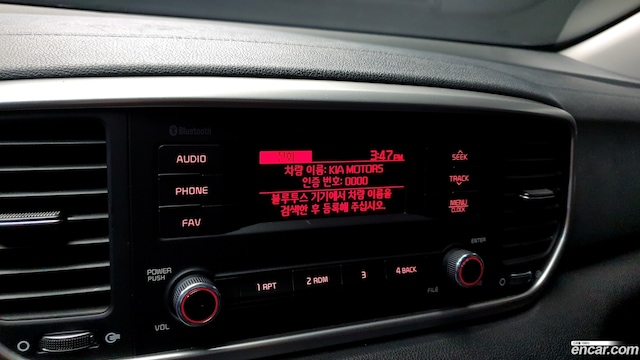 Bluetooth
AUDIO
PHONE
FAV
3:47 PM
차량 이름: KIA MOTORS
인증 번호: 0000
블루투스 기기에서 차량 이름을
검색한 후 등록해 주십시오.
SEEK
TRACK
MENU
CLOCK
POWER
PUSH
VOL
1 RPT
2 RDM
3
4 BACK
ENTER
FILE
encar.com